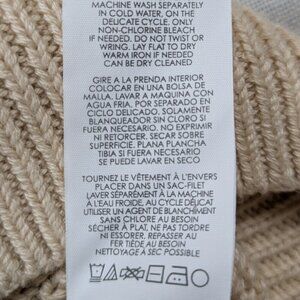 MACHINE WASH SEPARATELY
IN COLD WATER, ON THE
DELICATE CYCLE. ONLY
NON-CHLORINE BLEACH
IF NEEDED. DO NOT WRING
OR TWIST. LAY FLAT TO DRY
WARM IRON IF NEEDED
CAN BE DRY CLEANED
GIRE A LA PRENDA INTERIOR
COLOCAR EN UNA BOLSA DE
MALLA. LAVAR A MAQUINA CON
AGUA FRIA. POR SEPARADO EN
CICLO DELICADO. SOLAMENTE
BLANQUEADOR SIN CLORO SI
FUERA NECESARIO. NO EXPRIMIR
NI RETORCER. SECAR SOBRE
SUPERFICIE. PLANA PLANCHA
TIBIA SI FUERA NECESARIO
SE PUEDE LAVAR EN SECO
TOURNEZ LE VÊTEMENT À L'ENVERS
PLACER DANS UN SAC-FILET
LAVER SÉPARÉMENT À LA MACHINE
À L'EAU FROIDE, AU CYCLE DÉLICAT
UTILISER UN AGENT DE BLANCHIMENT
SANS CHLORE AU BESOIN
SÉCHER À PLAT, NE PAS TORDRE
NI ESSORER. REPASSER AU
FER TIÈDE AU BESOIN
NETTOYAGE A SEC POSSIBLE